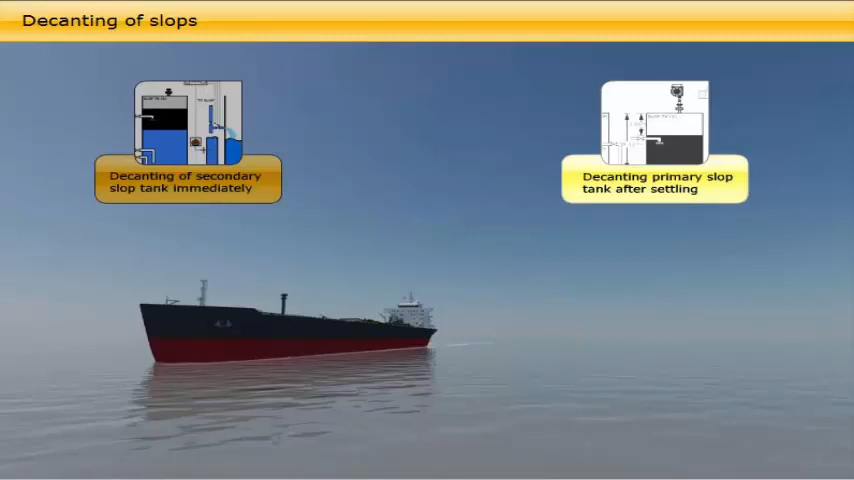 Decanting of slops
Decanting of secondary
slop tank immediately
Decanting primary slop
tank after settling